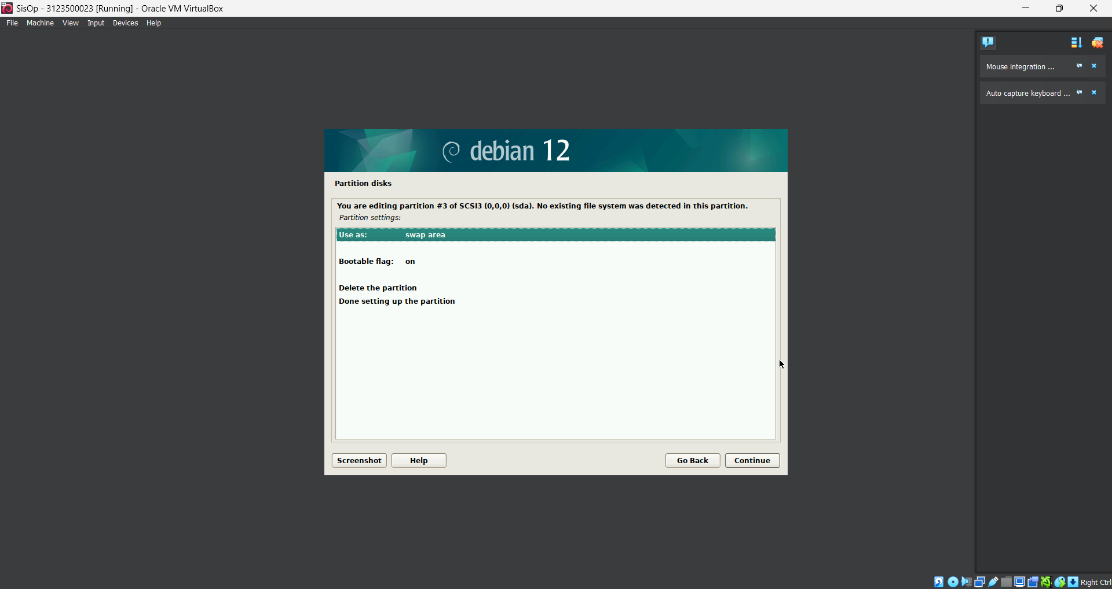 SisOp - 3123500023 [Running] - Oracle VM VirtualBox
File Machine View Input Devices Help
Mouse integration ...
Auto capture keyboard ...
debian 12
Partition disks
You are editing partition #3 of SCSI3 (0,0,0) (sda). No existing file system was detected in this partition.
Partition settings:
Use as: swap area
Bootable flag: on
Delete the partition
Done setting up the partition
Screenshot Help Go Back Continue
Right Ctrl